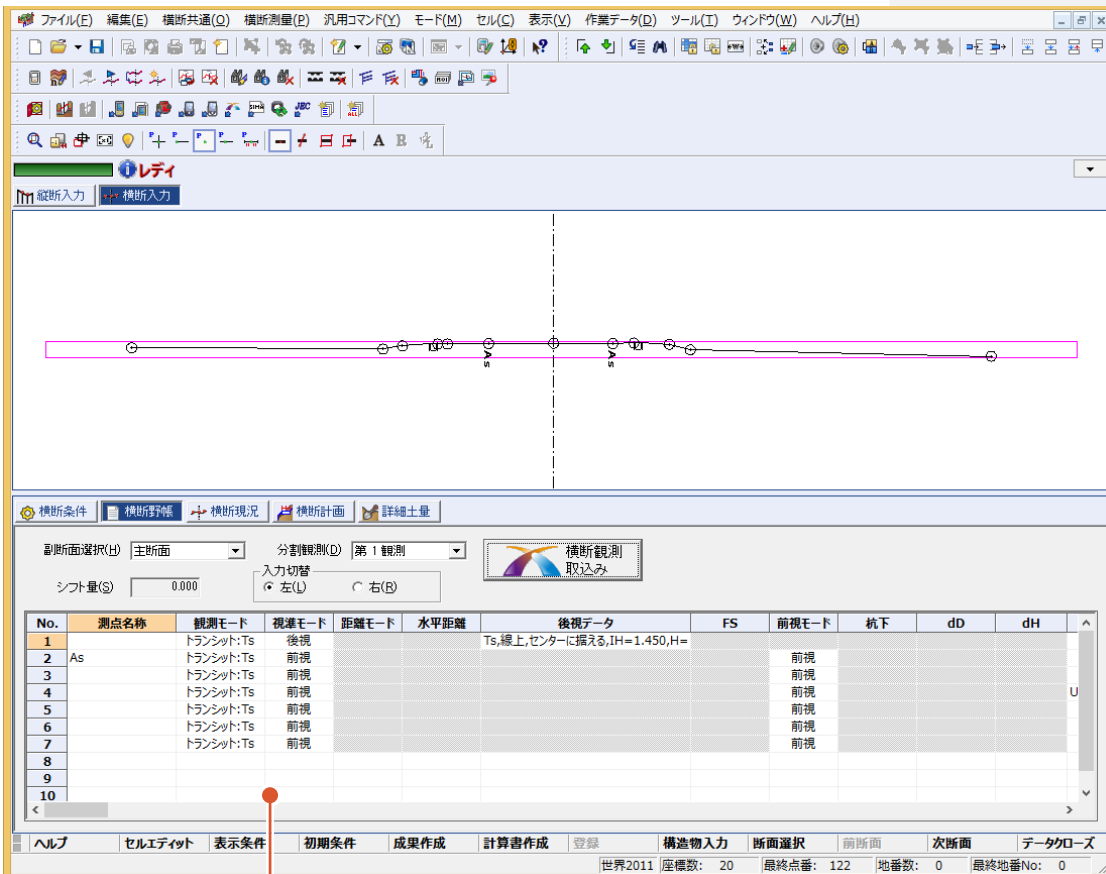 ファイル(F) 編集(E) 横断共通(O) 横断測量(P) 汎用コマンド(Y) モード(M) セル(C) 表示(V) 作業データ(D) ツール(T) ウィンドウ(W) ヘルプ(H)
レディ
縦断入力 横断入力
As As
横断条件 横断野帳 横断現況 横断計画 詳細土量
副断面選択(H) 主断面 分割観測(D) 第1観測 横断観測
取込み
シフト量(S) 0.000 入力切替 左(L) 右(R)
No. 測点名称 観測モード 視準モード 距離モード 水平距離 後視データ FS 前視モード 杭下 dD dH
1 トランシット:Ts 後視 Ts,線上,センターに据える,IH=1.450,H=
2 As トランシット:Ts 前視 前視
3 トランシット:Ts 前視 前視
4 トランシット:Ts 前視 前視 U
5 トランシット:Ts 前視 前視
6 トランシット:Ts 前視 前視
7 トランシット:Ts 前視 前視
8
9
10
ヘルプ セルエディット 表示条件 初期条件 成果作成 計算書作成 登録 構造物入力 断面選択 前断面 次断面 データクローズ
世界2011 座標数: 20 最終点番: 122 地番数: 0 最終地番No: 0